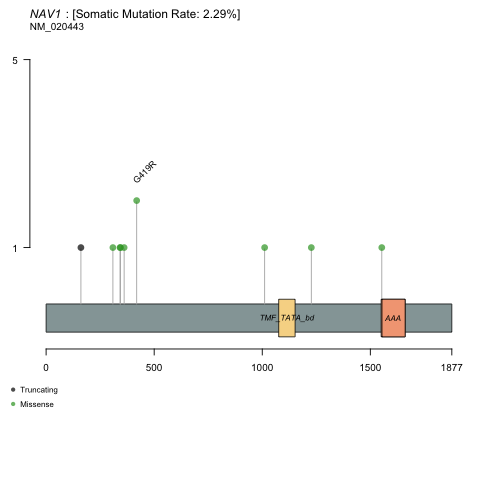 NAV1 : [Somatic Mutation Rate: 2.29%]
NM_020443
5
G419R
1
TMF_TATA_bd
AAA
0 500 1000 1500 1877
Truncating
Missense